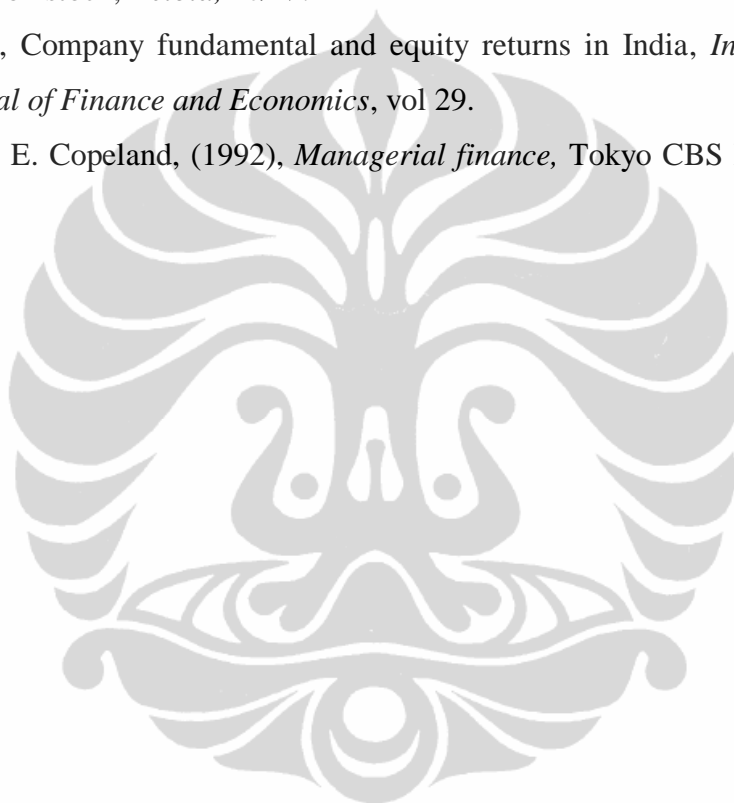 , Company fundamental and equity returns in India, In
al of Finance and Economics, vol 29.
E. Copeland, (1992), Managerial finance, Tokyo CBS